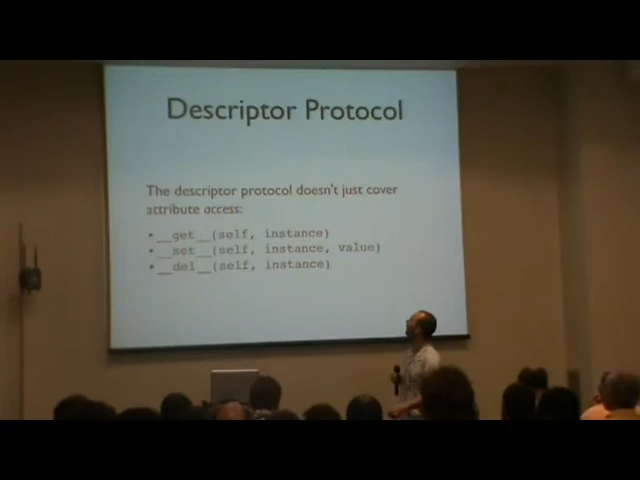 Descriptor Protocol
The descriptor protocol doesn't just cover
attribute access:
•__get__(self, instance)
•__set__(self, instance, value)
•__del__(self, instance)